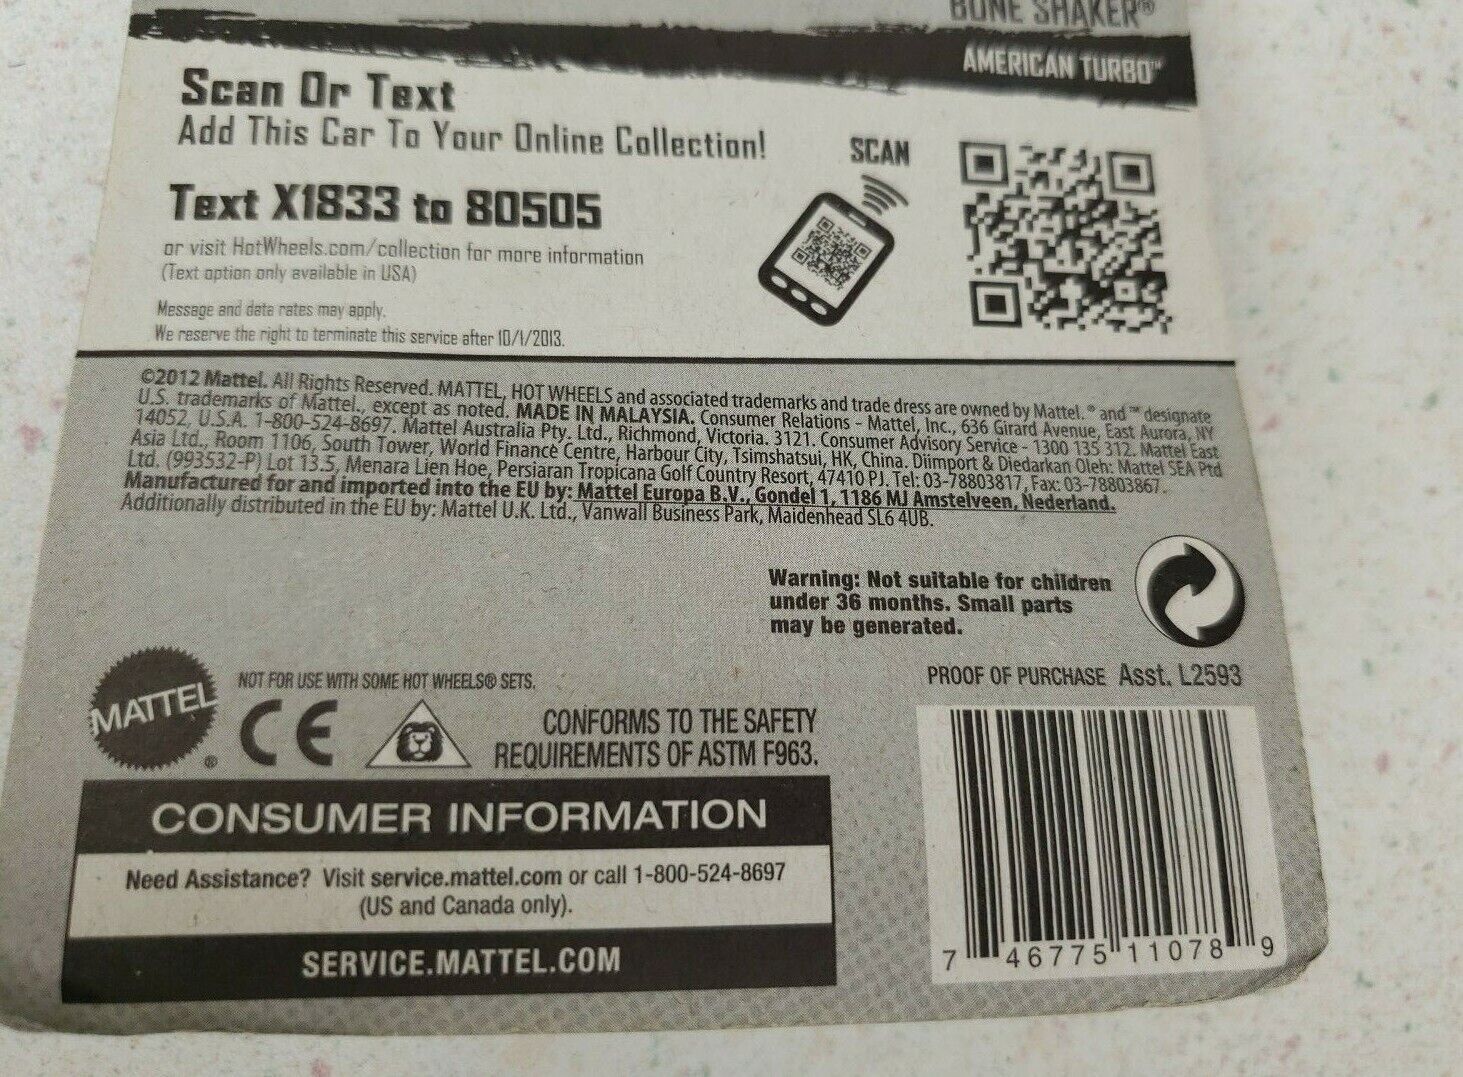 BONE SHAKER®
AMERICAN TURBO™
Scan Or Text
Add This Car To Your Online Collection!
Text X1833 to 80505
or visit HotWheels.com/collection for more information
(Text option only available in USA)
Message and data rates may apply.
We reserve the right to terminate this service after 10/1/2013.
SCAN
©2012 Mattel. All Rights Reserved. MATTEL, HOT WHEELS and associated trademarks and trade dress are owned by Mattel. ® and ™ designate
U.S. trademarks of Mattel., except as noted. MADE IN MALAYSIA. Consumer Relations - Mattel, Inc., 636 Girard Avenue, East Aurora, NY
14052, U.S.A. 1-800-524-8697. Mattel Australia Pty. Ltd., Richmond, Victoria. 3121. Consumer Advisory Service - 1300 135 312. Mattel East
Asia Ltd., Room 1106, South Tower, World Finance Centre, Harbour City, Tsimshatsui, HK, China. Diimport & Diedarkan Oleh: Mattel SEA Ptd
Ltd. (993532-P) Lot 13.5, Menara Lien Hoe, Persiaran Tropicana Golf Country Resort, 47410 PJ. Tel: 03-78803817, Fax: 03-78803867.
Manufactured for and imported into the EU by: Mattel Europa B.V., Gondel 1, 1186 MJ Amstelveen, Nederland.
Additionally distributed in the EU by: Mattel U.K. Ltd., Vanwall Business Park, Maidenhead SL6 4UB.
Warning: Not suitable for children
under 36 months. Small parts
may be generated.
PROOF OF PURCHASE Asst. L2593
MATTEL®
NOT FOR USE WITH SOME HOT WHEELS® SETS.
CE
CONFORMS TO THE SAFETY
REQUIREMENTS OF ASTM F963.
CONSUMER INFORMATION
Need Assistance? Visit service.mattel.com or call 1-800-524-8697
(US and Canada only).
SERVICE.MATTEL.COM
7 46775 11078 9